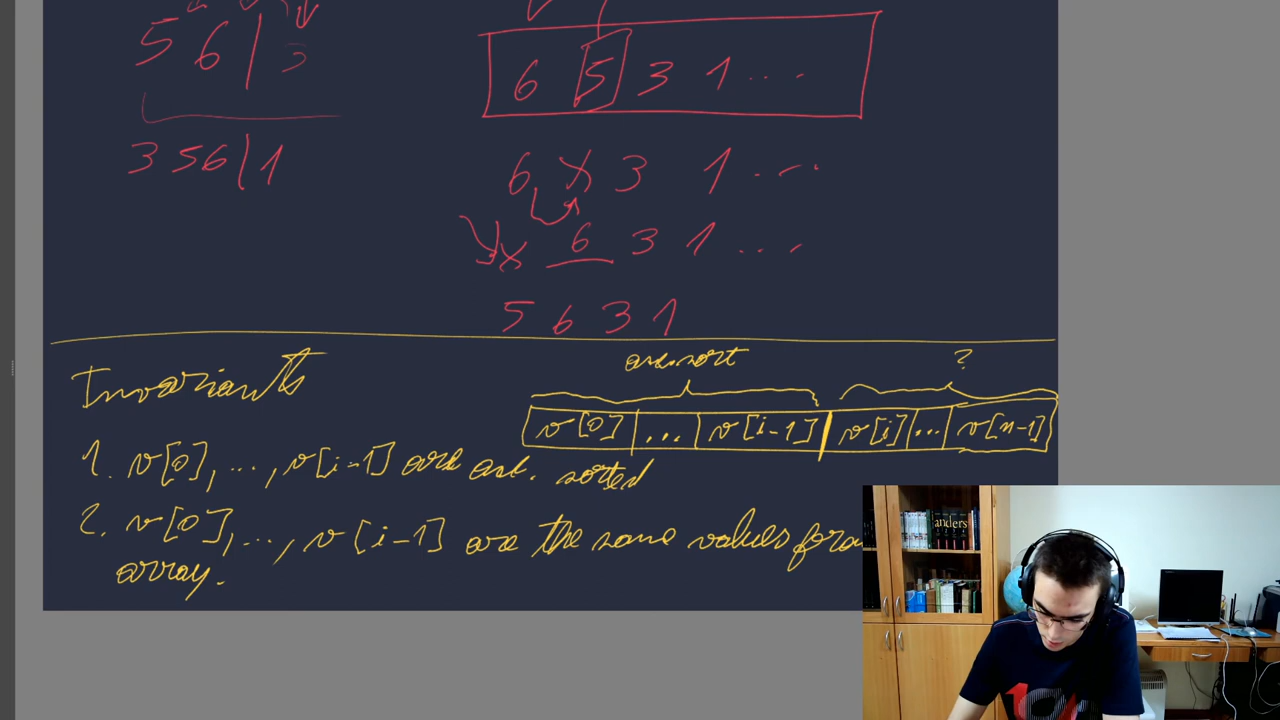 5 6 | 3
6 5 3 1 ...
3 5 6 | 1
6 3 1 ...
6 3 1 ...
5 6 3 1
Invariants
asc. sort
?
v[0] ... v[i-1] v[i] ... v[n-1]
1. v[0], ..., v[i-1] are asc. sorted
2. v[0], ..., v[i-1] are the same values
array.
anders